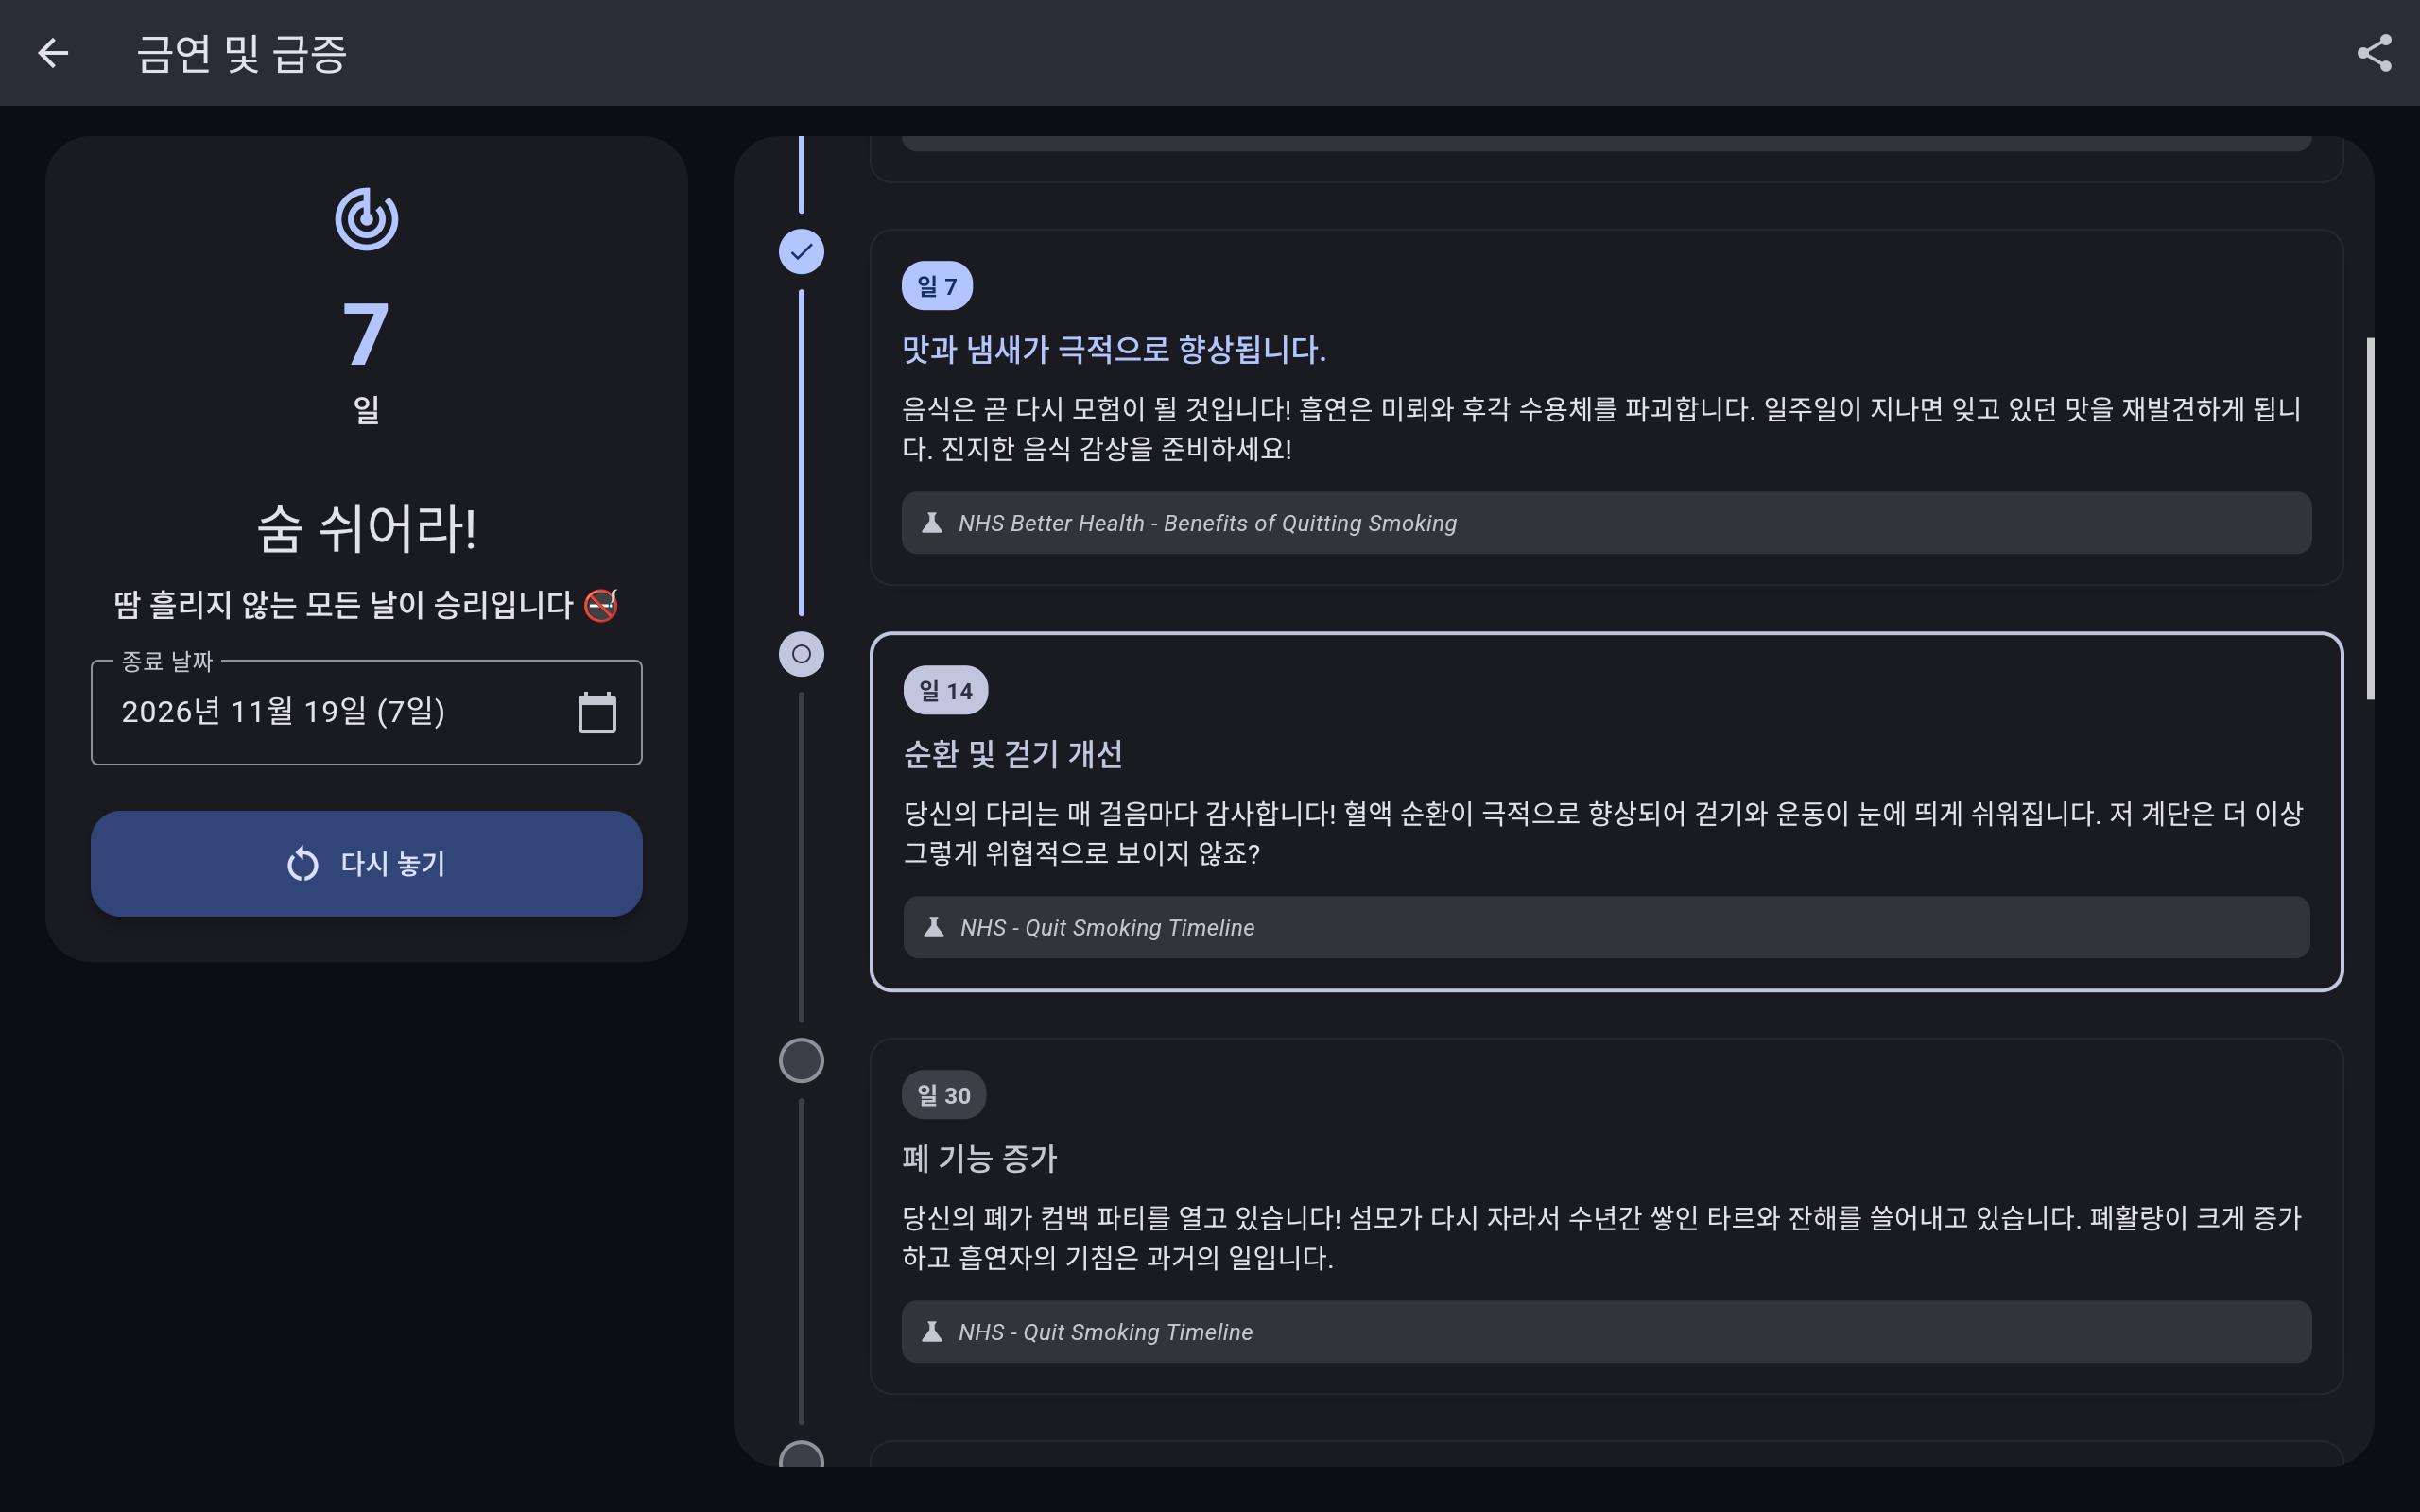 금연 및 급증
7
일
숨 쉬어라!
땀 흘리지 않는 모든 날이 승리입니다 🚭
종료 날짜
2026년 11월 19일 (7일)
다시 놓기
일 7
맛과 냄새가 극적으로 향상됩니다.
음식은 곧 다시 모험이 될 것입니다! 흡연은 미뢰와 후각 수용체를 파괴합니다. 일주일이 지나면 잊고 있던 맛을 재발견하게 됩니
다. 진지한 음식 감상을 준비하세요!
NHS Better Health - Benefits of Quitting Smoking
일 14
순환 및 걷기 개선
당신의 다리는 매 걸음마다 감사합니다! 혈액 순환이 극적으로 향상되어 걷기와 운동이 눈에 띄게 쉬워집니다. 저 계단은 더 이상
그렇게 위협적으로 보이지 않죠?
NHS - Quit Smoking Timeline
일 30
폐 기능 증가
당신의 폐가 컴백 파티를 열고 있습니다! 섬모가 다시 자라서 수년간 쌓인 타르와 잔해를 쓸어내고 있습니다. 폐활량이 크게 증가
하고 흡연자의 기침은 과거의 일입니다.
NHS - Quit Smoking Timeline